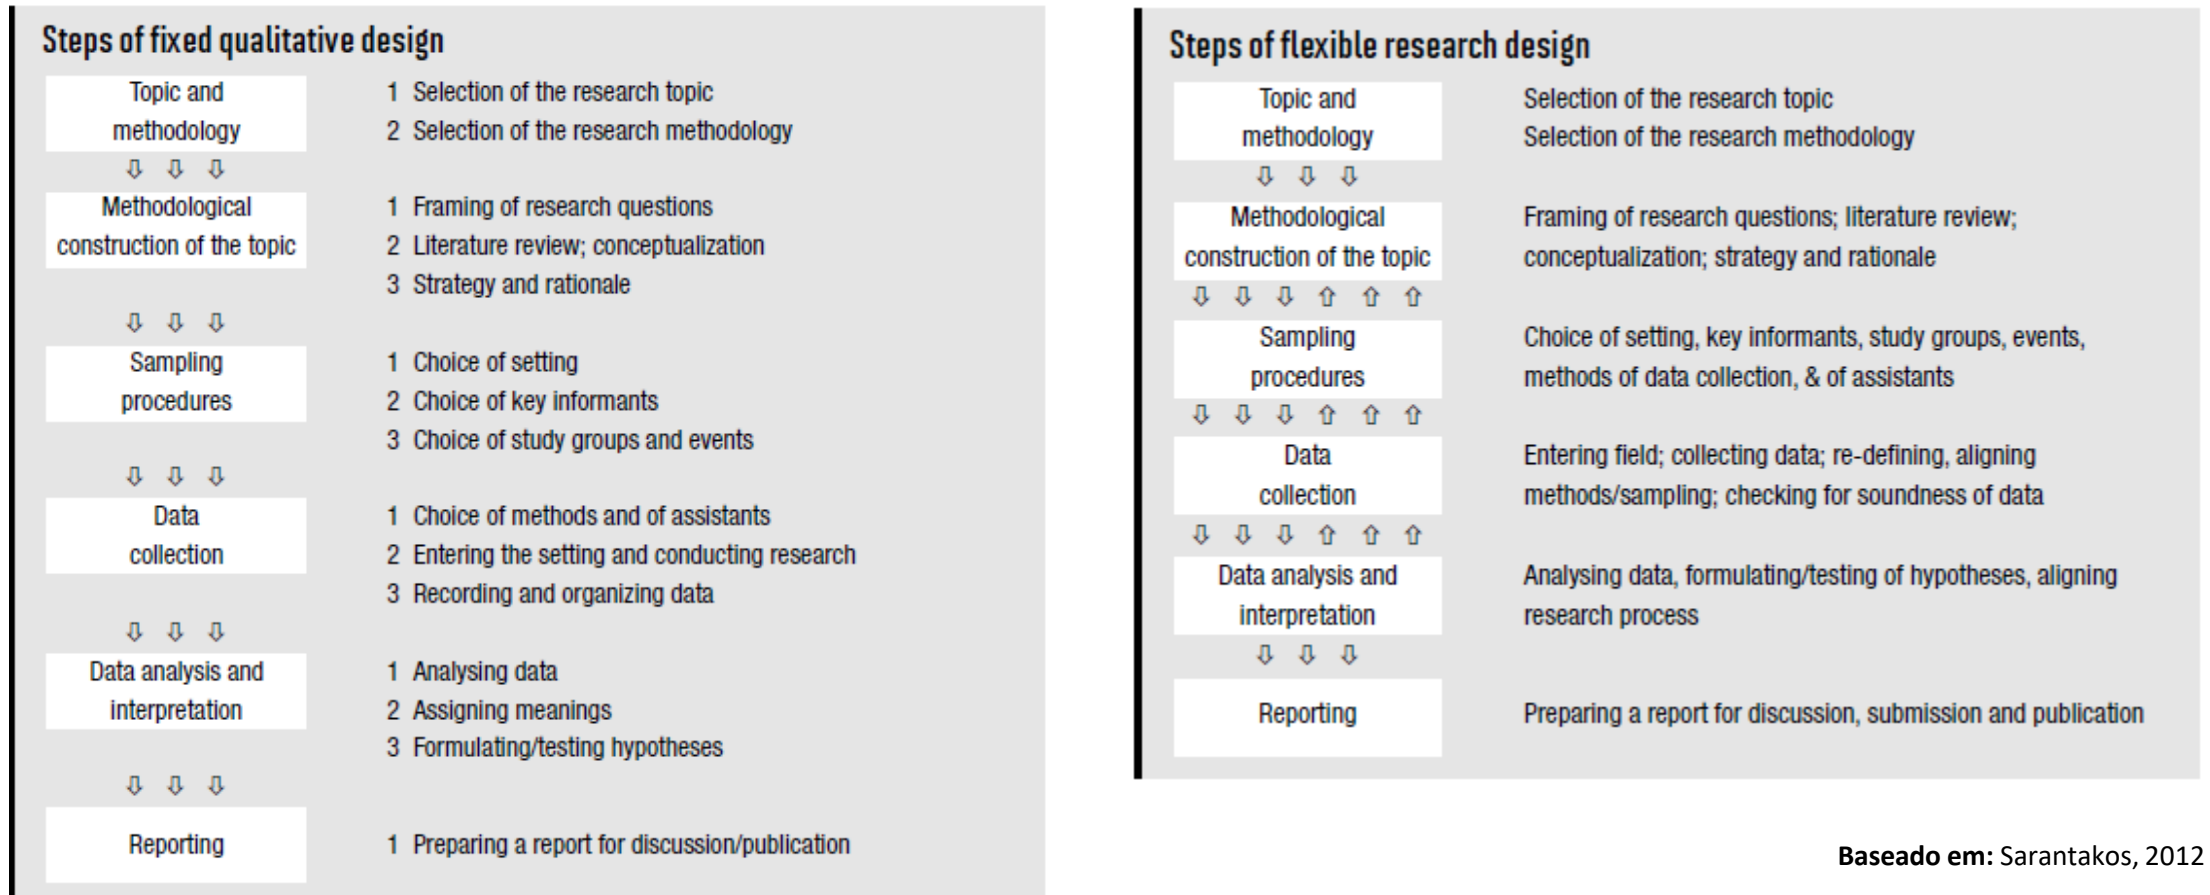 Steps of fixed qualitative design
Topic and
methodology
1 Selection of the research topic
2 Selection of the research methodology
⇩ ⇩ ⇩
Methodological
construction of the topic
1 Framing of research questions
2 Literature review; conceptualization
3 Strategy and rationale
⇩ ⇩ ⇩
Sampling
procedures
1 Choice of setting
2 Choice of key informants
3 Choice of study groups and events
⇩ ⇩ ⇩
Data
collection
1 Choice of methods and of assistants
2 Entering the setting and conducting research
3 Recording and organizing data
⇩ ⇩ ⇩
Data analysis and
interpretation
1 Analysing data
2 Assigning meanings
3 Formulating/testing hypotheses
⇩ ⇩ ⇩
Reporting
1 Preparing a report for discussion/publication
Steps of flexible research design
Topic and
methodology
Selection of the research topic
Selection of the research methodology
⇩ ⇩ ⇩
Methodological
construction of the topic
Framing of research questions; literature review;
conceptualization; strategy and rationale
⇩ ⇩ ⇩ ⇧ ⇧ ⇧
Sampling
procedures
Choice of setting, key informants, study groups, events,
methods of data collection, & of assistants
⇩ ⇩ ⇩ ⇧ ⇧ ⇧
Data
collection
Entering field; collecting data; re-defining, aligning
methods/sampling; checking for soundness of data
⇩ ⇩ ⇩ ⇧ ⇧ ⇧
Data analysis and
interpretation
Analysing data, formulating/testing of hypotheses, aligning
research process
⇩ ⇩ ⇩
Reporting
Preparing a report for discussion, submission and publication
Baseado em: Sarantakos, 2012